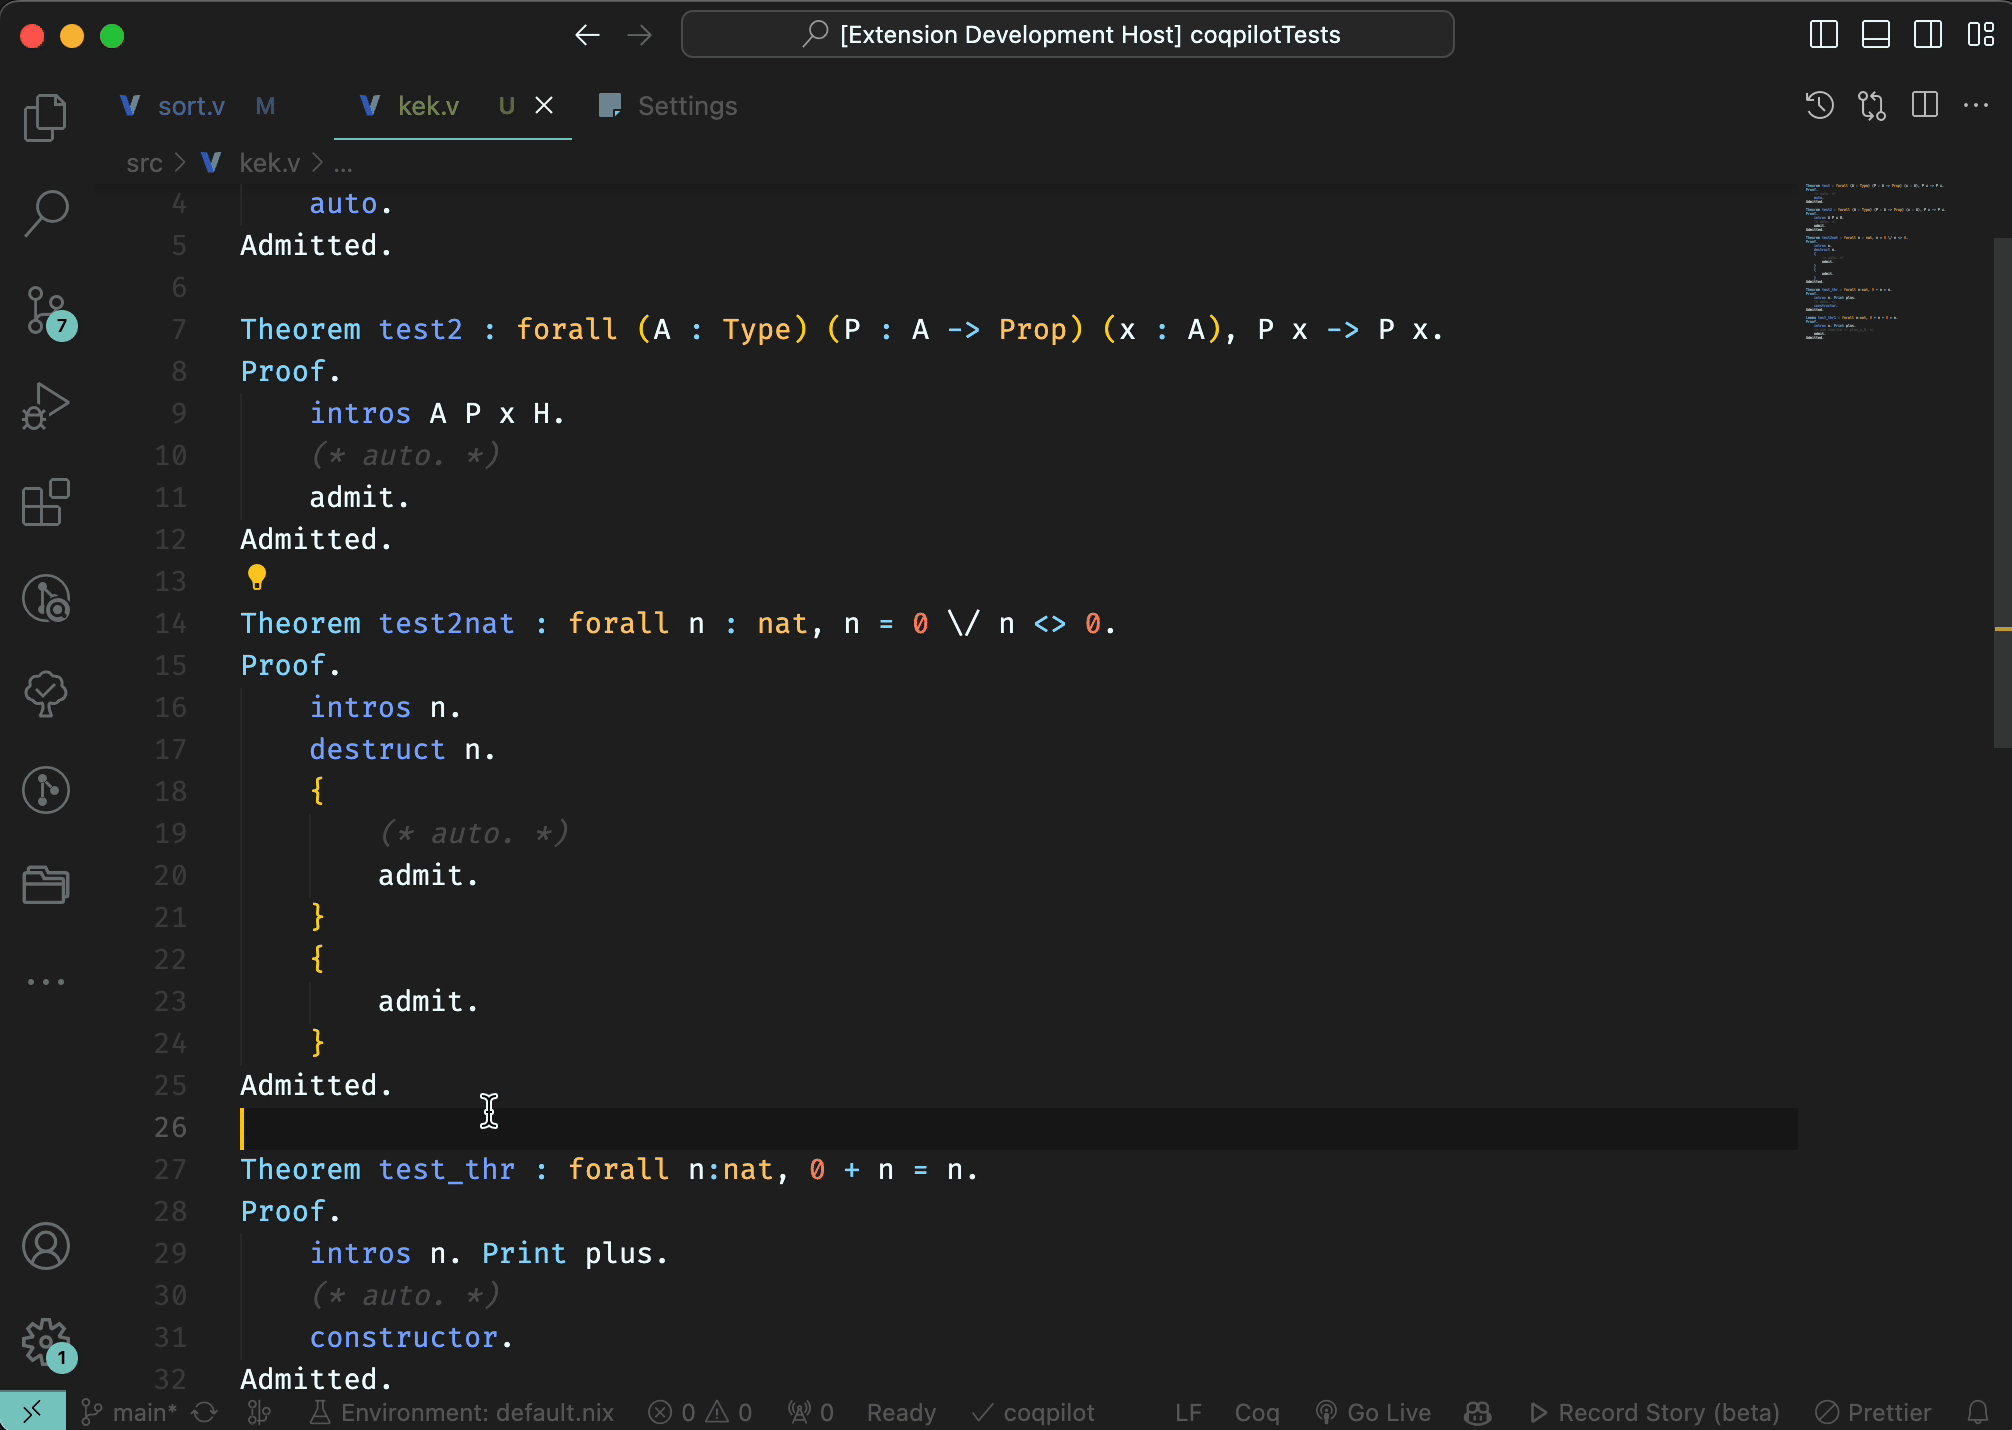 [Extension Development Host] coqpilotTests
sort.v M kek.v U Settings
src > kek.v > ...
4 auto.
5 Admitted.
6
7 Theorem test2 : forall (A : Type) (P : A -> Prop) (x : A), P x -> P x.
8 Proof.
9 intros A P x H.
10 (* auto. *)
11 admit.
12 Admitted.
13
14 Theorem test2nat : forall n : nat, n = 0 \/ n <> 0.
15 Proof.
16 intros n.
17 destruct n.
18 {
19 (* auto. *)
20 admit.
21 }
22 {
23 admit.
24 }
25 Admitted.
26
27 Theorem test_thr : forall n:nat, 0 + n = n.
28 Proof.
29 intros n. Print plus.
30 (* auto. *)
31 constructor.
32 Admitted.
7
1
main* Environment: default.nix 0 0 0 Ready coqpilot LF Coq Go Live Record Story (beta) Prettier